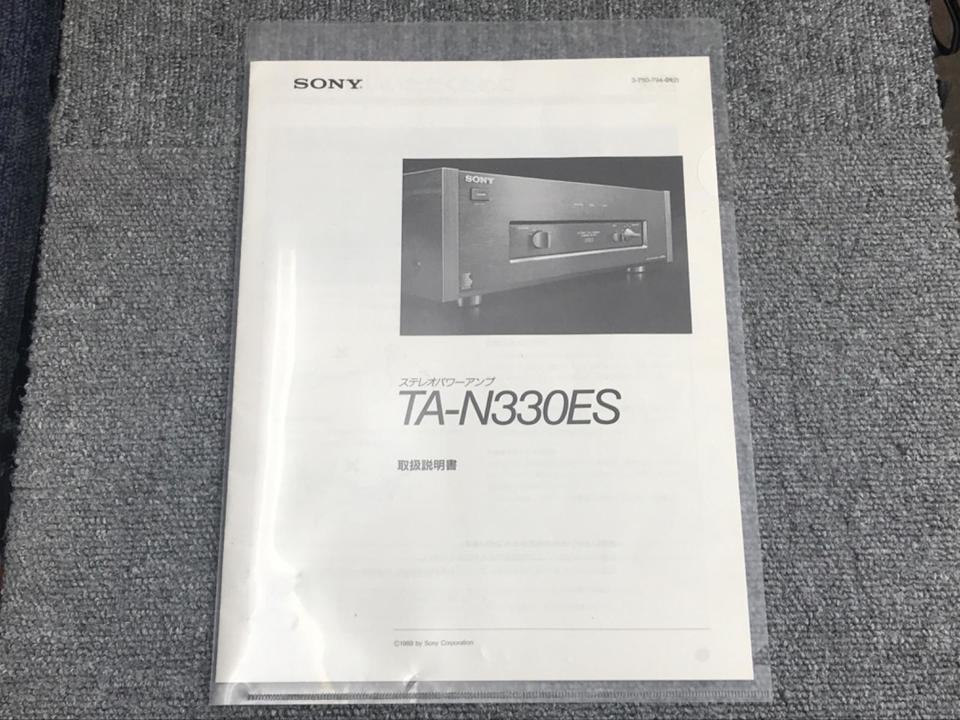 SONY
SONY
ステレオパワーアンプ
TA-N330ES
取扱説明書
©1989 by Sony Corporation